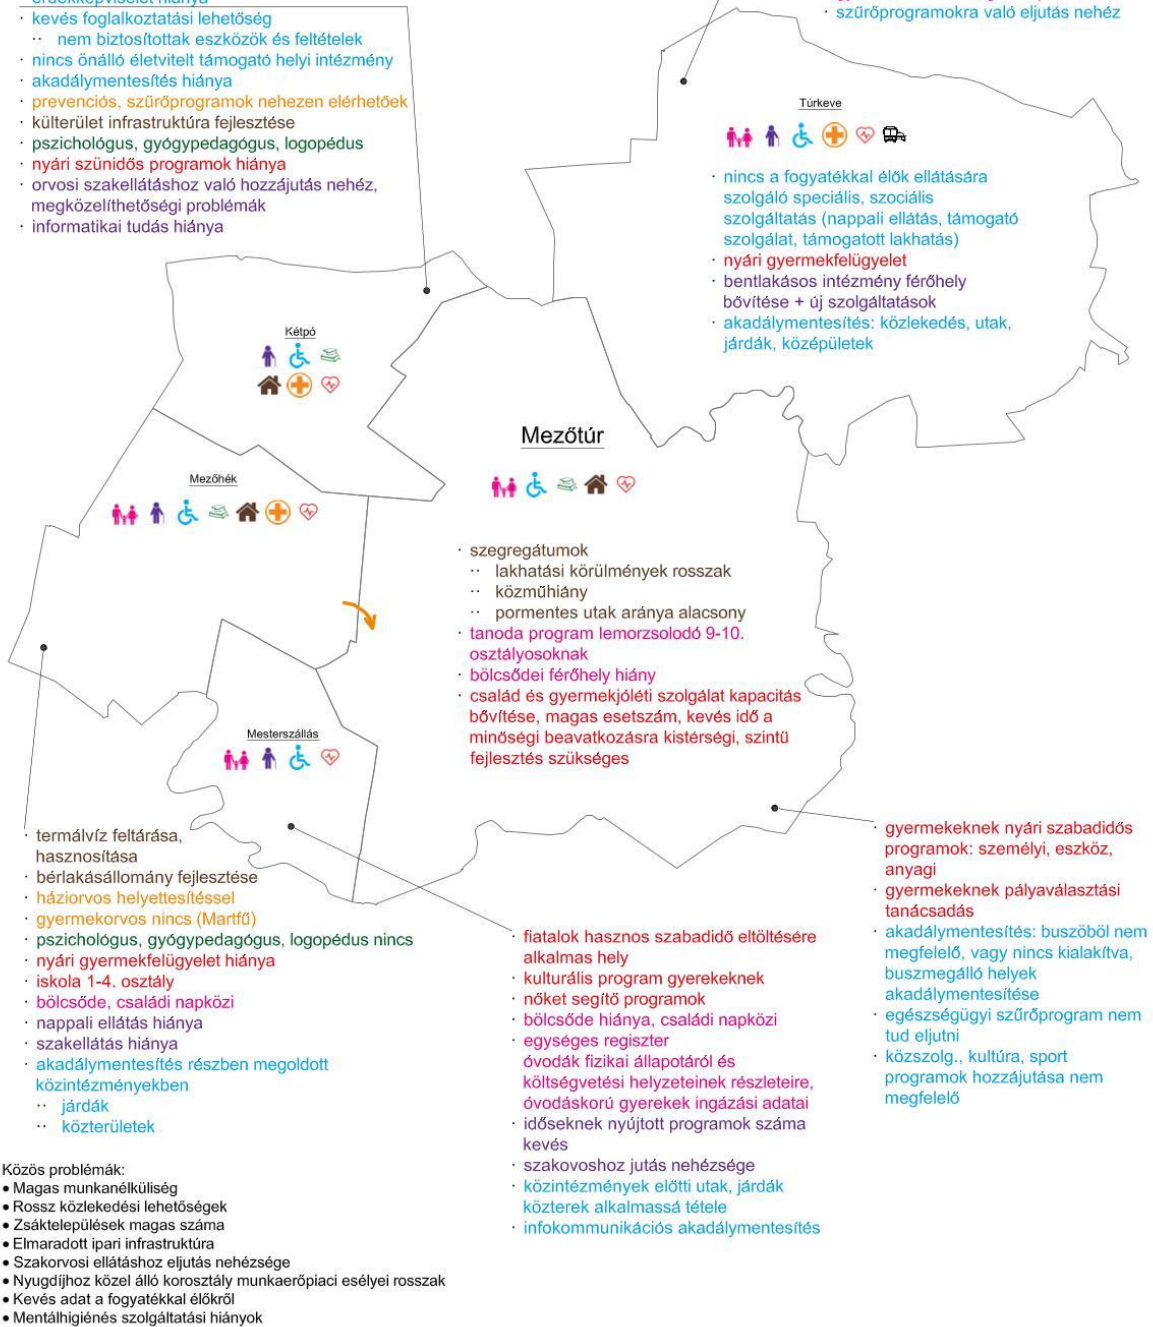 érdekképviselet hiánya
· kevés foglalkoztatási lehetőség
·· nem biztosítottak eszközök és feltételek
· nincs önálló életvitelt támogató helyi intézmény
· akadálymentesítés hiánya
· prevenciós, szűrőprogramok nehezen elérhetőek
· külterület infrastruktúra fejlesztése
· pszichológus, gyógypedagógus, logopédus
· nyári szünidős programok hiánya
· orvosi szakellátáshoz való hozzájutás nehéz,
megközelíthetőségi problémák
· informatikai tudás hiánya
· szűrőprogramokra való eljutás nehéz
Túrkeve
· nincs a fogyatékkal élők ellátására
szolgáló speciális, szociális
szolgáltatás (nappali ellátás, támogató
szolgálat, támogatott lakhatás)
· nyári gyermekfelügyelet
· bentlakásos intézmény férőhely
bővítése + új szolgáltatások
· akadálymentesítés: közlekedés, utak,
járdák, középületek
Kétpó
Mezőtúr
Mezőhék
· szegregátumok
·· lakhatási körülmények rosszak
·· közműhiány
·· pormentes utak aránya alacsony
· tanoda program lemorzsolodó 9-10.
osztályosoknak
· bölcsődei férőhely hiány
· család és gyermekjóléti szolgálat kapacitás
bővítése, magas esetszám, kevés idő a
minőségi beavatkozásra kistérségi, szintű
fejlesztés szükséges
Mesterszállás
· termálvíz feltárása,
hasznosítása
· bérlakásállomány fejlesztése
· háziorvos helyettesítéssel
· gyermekorvos nincs (Martfű)
· pszichológus, gyógypedagógus, logopédus nincs
· nyári gyermekfelügyelet hiánya
· iskola 1-4. osztály
· bölcsőde, családi napközi
· nappali ellátás hiánya
· szakellátás hiánya
· akadálymentesítés részben megoldott
közintézményekben
·· járdák
·· közterületek
· fiatalok hasznos szabadidő eltöltésére
alkalmas hely
· kulturális program gyerekeknek
· nőket segítő programok
· bölcsőde hiánya, családi napközi
· egységes regiszter
óvodák fizikai állapotáról és
költségvetési helyzeteinek részleteire,
óvodáskorú gyerekek ingázási adatai
· időseknek nyújtott programok száma
kevés
· szakovoshoz jutás nehézsége
· közintézmények előtti utak, járdák
közterek alkalmassá tétele
· infokommunikációs akadálymentesítés
· gyermekeknek nyári szabadidős
programok: személyi, eszköz,
anyagi
· gyermekeknek pályaválasztási
tanácsadás
· akadálymentesítés: buszöböl nem
megfelelő, vagy nincs kialakítva,
buszmegálló helyek
akadálymentesítése
· egészségügyi szűrőprogram nem
tud eljutni
· közszolg., kultúra, sport
programok hozzájutása nem
megfelelő
Közös problémák:
• Magas munkanélküliség
• Rossz közlekedési lehetőségek
• Zsáktelepülések magas száma
• Elmaradott ipari infrastruktúra
• Szakorvosi ellátáshoz eljutás nehézsége
• Nyugdíjhoz közel álló korosztály munkaerőpiaci esélyei rosszak
• Kevés adat a fogyatékkal élőkről
• Mentálhigiénés szolgáltatási hiányok